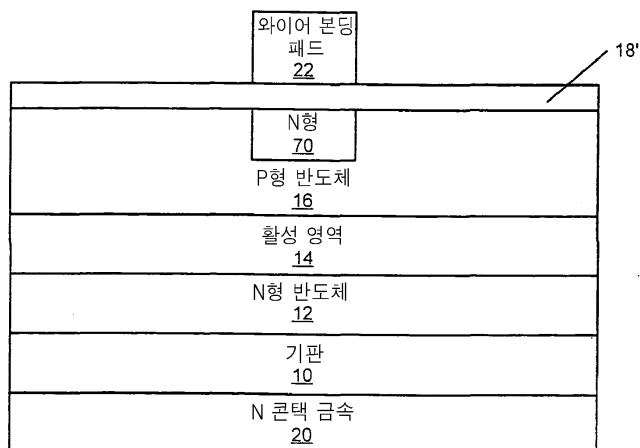 와이어 본딩
패드
22
18'
N형
70
P형 반도체
16
활성 영역
14
N형 반도체
12
기판
10
N 콘택 금속
20